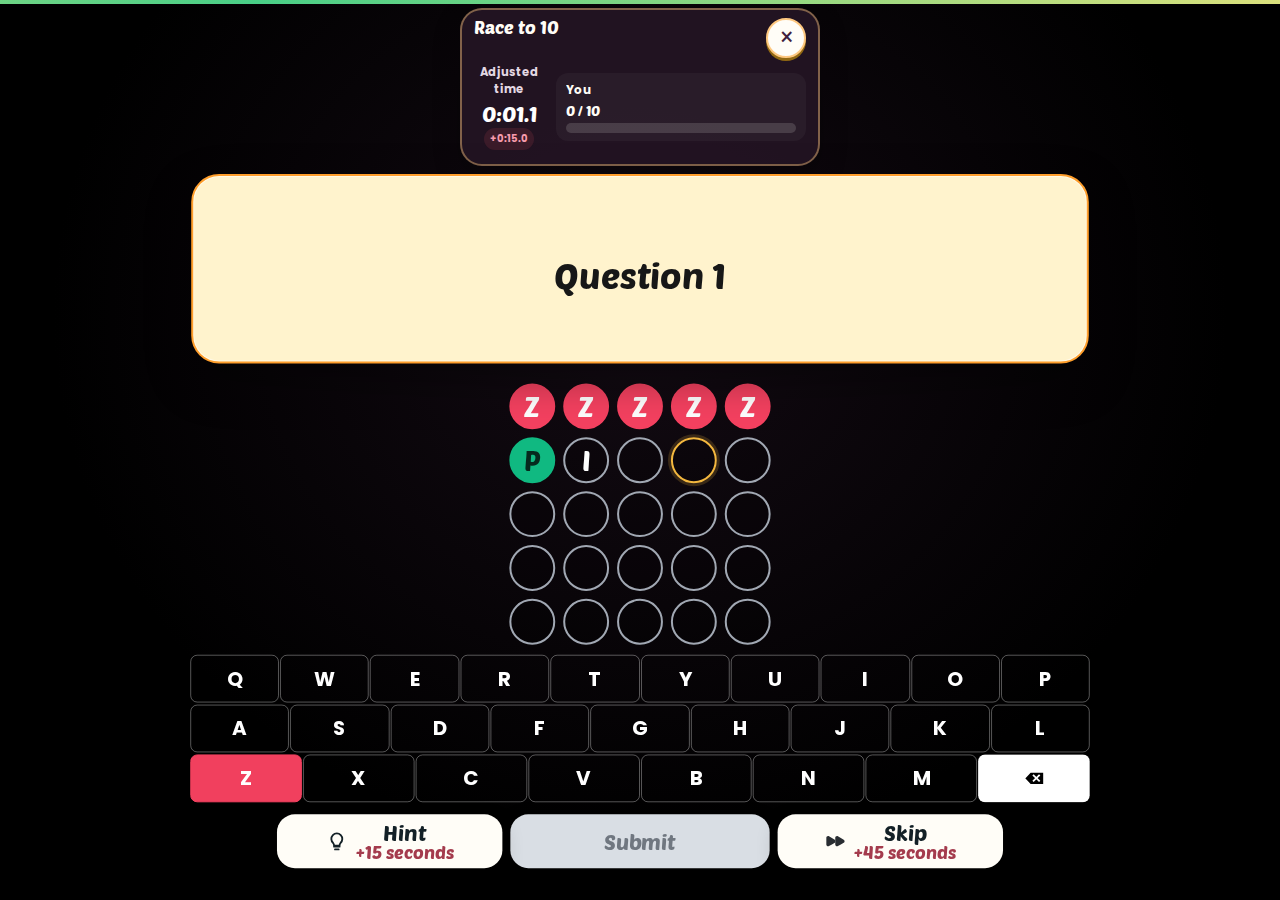 Race to 10
×
Adjusted
time
0:01.1
+0:15.0
You
0 / 10
Question 1
Z Z Z Z Z
P I
Q W E R T Y U I O P
A S D F G H J K L
Z X C V B N M
Hint
+15 seconds
Submit
Skip
+45 seconds